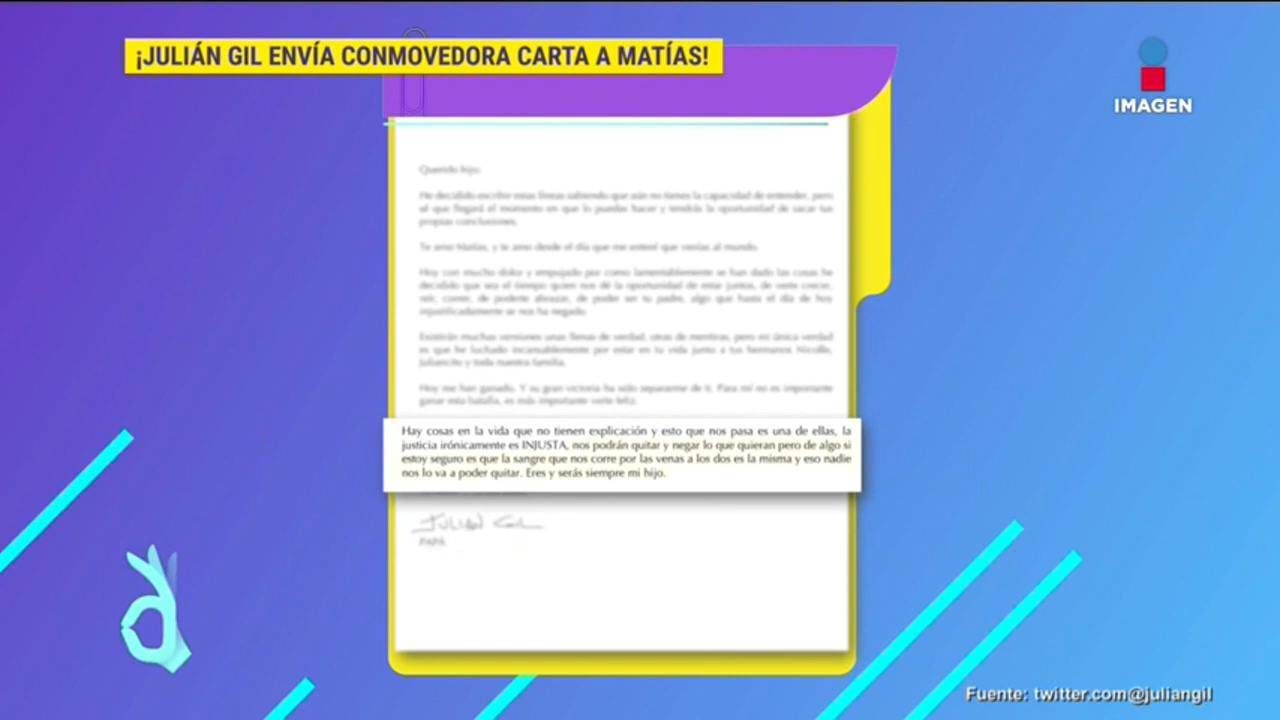 ¡JULIÁN GIL ENVÍA CONMOVEDORA CARTA A MATÍAS!
IMAGEN
Querido hijo:
He decidido escribir estas líneas sabiendo que aún no tienes la capacidad de entender, pero
sé que llegará el momento en que lo puedas hacer y tendrás la oportunidad de sacar tus
propias conclusiones.
Te amo Matías, y te amo desde el día que me enteré que venías al mundo.
Hoy con mucho dolor y empujado por como lamentablemente se han dado las cosas he
decidido que sea el tiempo quien nos dé la oportunidad de estar juntos, de verte crecer,
reír, correr, de poderte abrazar, de poder ser tu padre, algo que hasta el día de hoy
injustificadamente se nos ha negado.
Existirán muchas versiones unas llenas de verdad, otras de mentiras, pero mi única verdad
es que he luchado incansablemente por estar en tu vida junto a tus hermanos Nicolle,
Juliancito y toda nuestra familia.
Hoy me han ganado. Y su gran victoria ha sido separarme de ti. Para mí no es importante
ganar esta batalla, es más importante verte feliz.
Hay cosas en la vida que no tienen explicación y esto que nos pasa es una de ellas, la
justicia irónicamente es INJUSTA, nos podrán quitar y negar lo que quieran pero de algo si
estoy seguro es que la sangre que nos corre por las venas a los dos es la misma y eso nadie
nos lo va a poder quitar. Eres y serás siempre mi hijo.
JULIAN GIL
PAPÁ
Fuente: twitter.com@juliangil